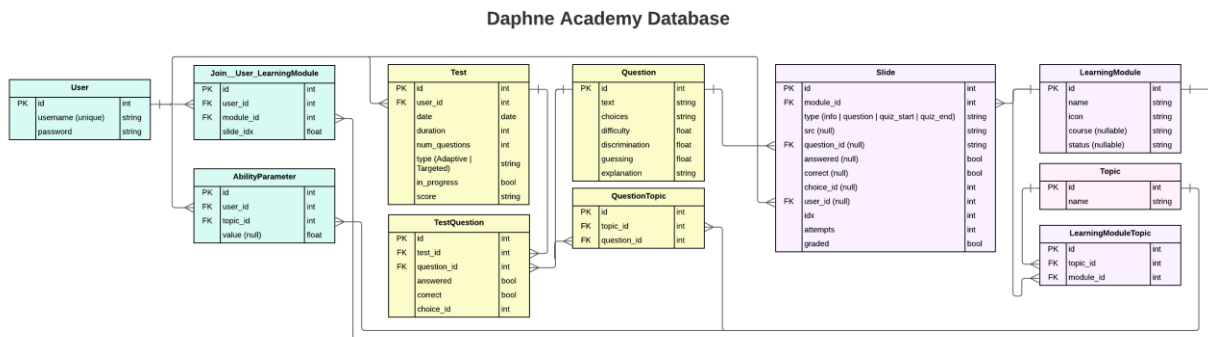 Daphne Academy Database
User
PK id int
username (unique) string
password string
Join__User_LearningModule
PK id int
FK user_id int
FK module_id int
slide_idx float
AbilityParameter
PK id int
FK user_id int
FK topic_id int
value (null) float
Test
PK id int
FK user_id int
date date
duration int
num_questions int
type (Adaptive |
Targeted) string
in_progress bool
score string
TestQuestion
PK id int
FK test_id int
FK question_id int
answered bool
correct bool
choice_id int
Question
PK id int
text string
choices string
difficulty float
discrimination float
guessing float
explanation string
QuestionTopic
PK id int
FK topic_id int
FK question_id int
Slide
PK id int
FK module_id int
type (info | question | quiz_start | quiz_end) string
src (null) string
FK question_id (null) string
answered (null) bool
correct (null) bool
choice_id (null) int
FK user_id (null) int
idx int
attempts int
graded bool
LearningModule
PK id int
name string
icon string
course (nullable) string
status (nullable) string
Topic
PK id int
name string
LearningModuleTopic
PK id int
FK topic_id int
FK module_id int